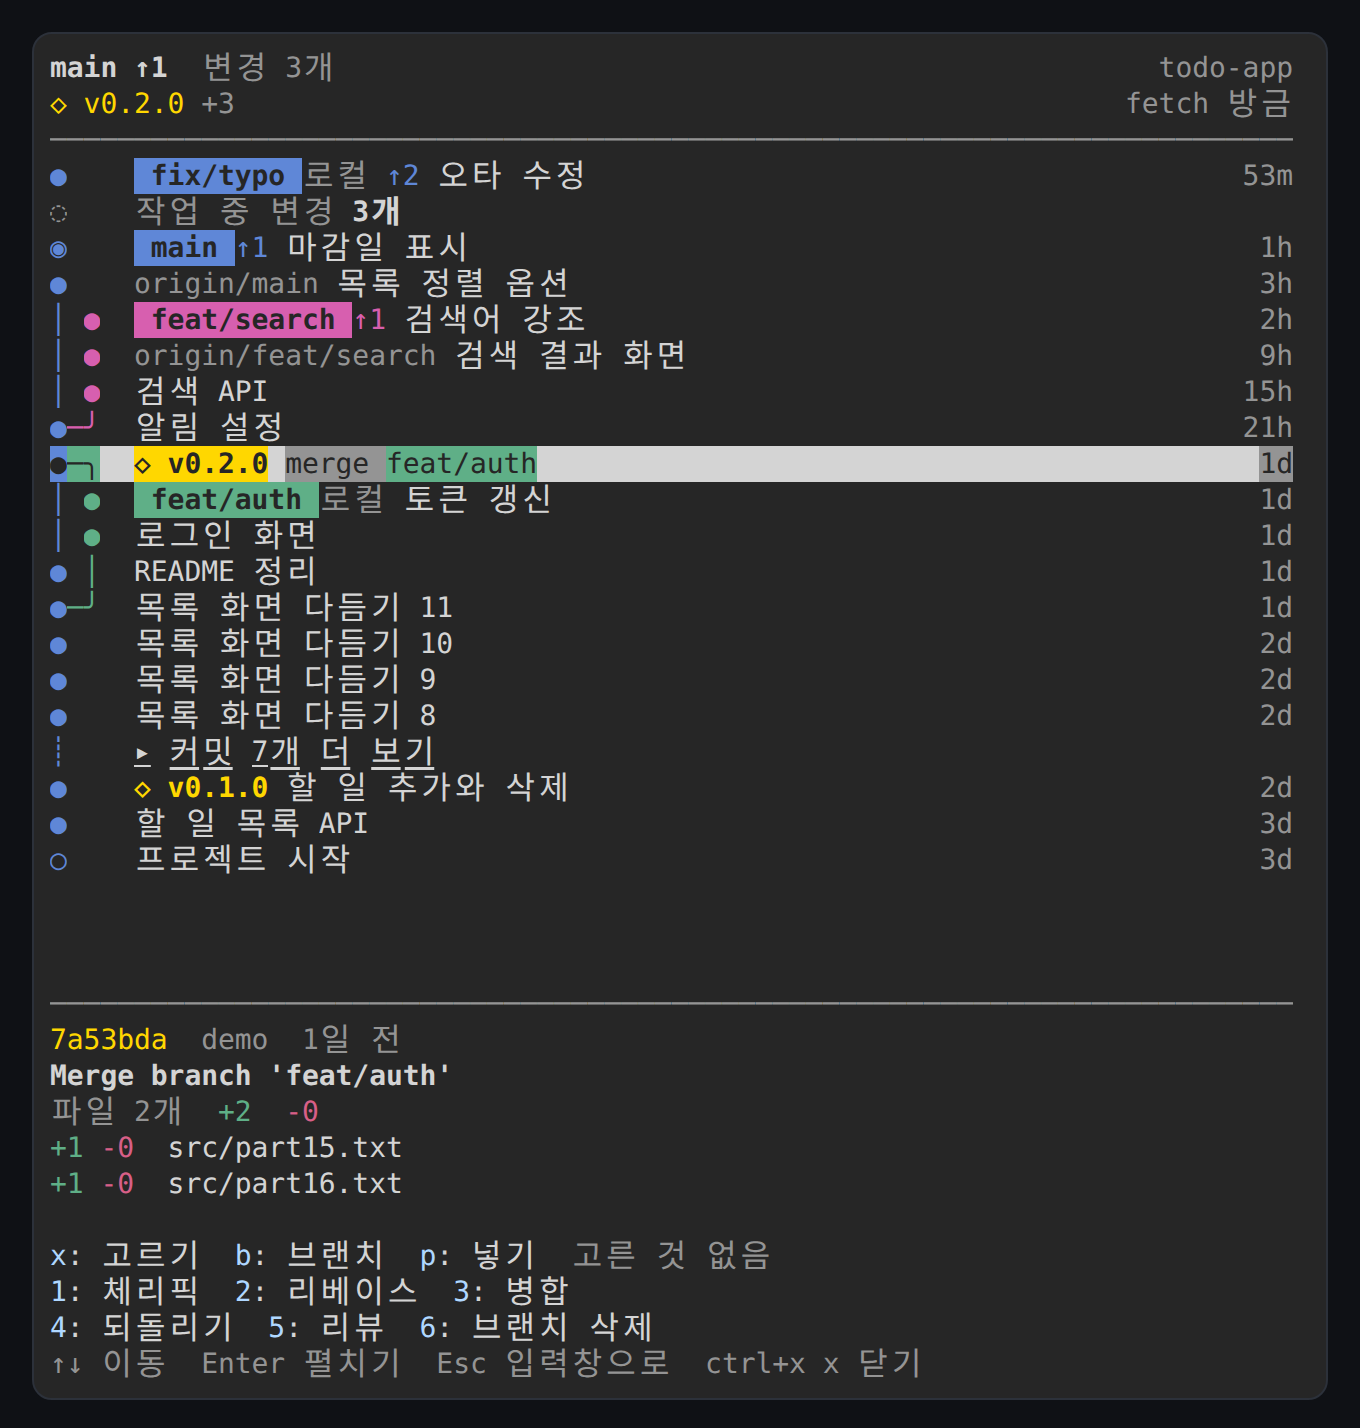 main ↑1  변경 3개  todo-app
◇ v0.2.0 +3  fetch 방금
fix/typo 로컬 ↑2 오타 수정  53m
작업 중 변경 3개
main ↑1 마감일 표시  1h
origin/main 목록 정렬 옵션  3h
feat/search ↑1 검색어 강조  2h
origin/feat/search 검색 결과 화면  9h
검색 API  15h
알림 설정  21h
◇ v0.2.0 merge feat/auth  1d
feat/auth 로컬 토큰 갱신  1d
로그인 화면  1d
README 정리  1d
목록 화면 다듬기 11  1d
목록 화면 다듬기 10  2d
목록 화면 다듬기 9  2d
목록 화면 다듬기 8  2d
▸ 커밋 7개 더 보기
◇ v0.1.0 할 일 추가와 삭제  2d
할 일 목록 API  3d
프로젝트 시작  3d
7a53bda  demo  1일 전
Merge branch 'feat/auth'
파일 2개  +2  -0
+1 -0  src/part15.txt
+1 -0  src/part16.txt
x: 고르기  b: 브랜치  p: 넣기  고른 것 없음
1: 체리픽  2: 리베이스  3: 병합
4: 되돌리기  5: 리뷰  6: 브랜치 삭제
↑↓ 이동  Enter 펼치기  Esc 입력창으로  ctrl+x x 닫기